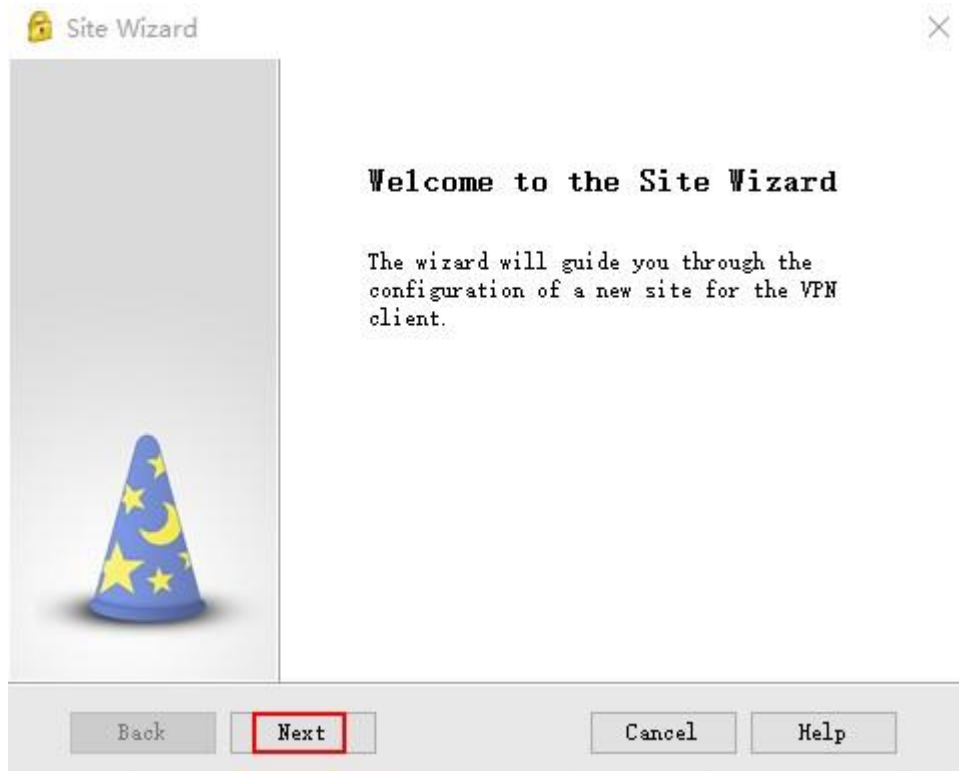 Site Wizard
Welcome to the Site Wizard
The wizard will guide you through the
configuration of a new site for the VPN
client.
Back
Next
Cancel
Help